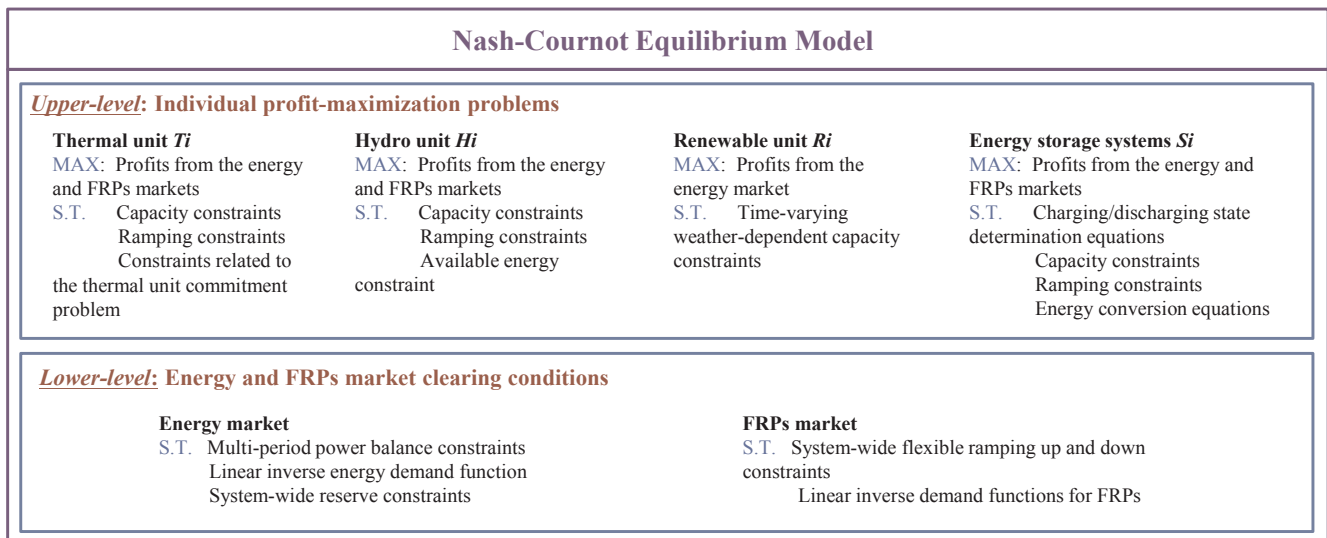 Nash-Cournot Equilibrium Model
Upper-level: Individual profit-maximization problems
Thermal unit Ti
MAX: Profits from the energy
and FRPs markets
S.T. Capacity constraints
Ramping constraints
Constraints related to
the thermal unit commitment
problem
Hydro unit Hi
MAX: Profits from the energy
and FRPs markets
S.T. Capacity constraints
Ramping constraints
Available energy
constraint
Renewable unit Ri
MAX: Profits from the
energy market
S.T. Time-varying
weather-dependent capacity
constraints
Energy storage systems Si
MAX: Profits from the energy and
FRPs markets
S.T. Charging/discharging state
determination equations
Capacity constraints
Ramping constraints
Energy conversion equations
Lower-level: Energy and FRPs market clearing conditions
Energy market
S.T. Multi-period power balance constraints
Linear inverse energy demand function
System-wide reserve constraints
FRPs market
S.T. System-wide flexible ramping up and down
constraints
Linear inverse demand functions for FRPs